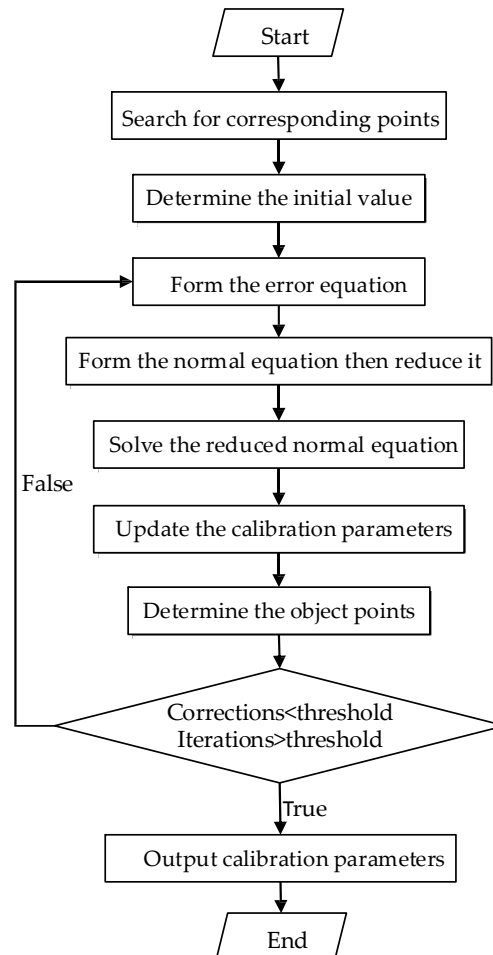 Start
Search for corresponding points
Determine the initial value
Form the error equation
Form the normal equation then reduce it
Solve the reduced normal equation
False
Update the calibration parameters
Determine the object points
Corrections<threshold
Iterations>threshold
True
Output calibration parameters
End